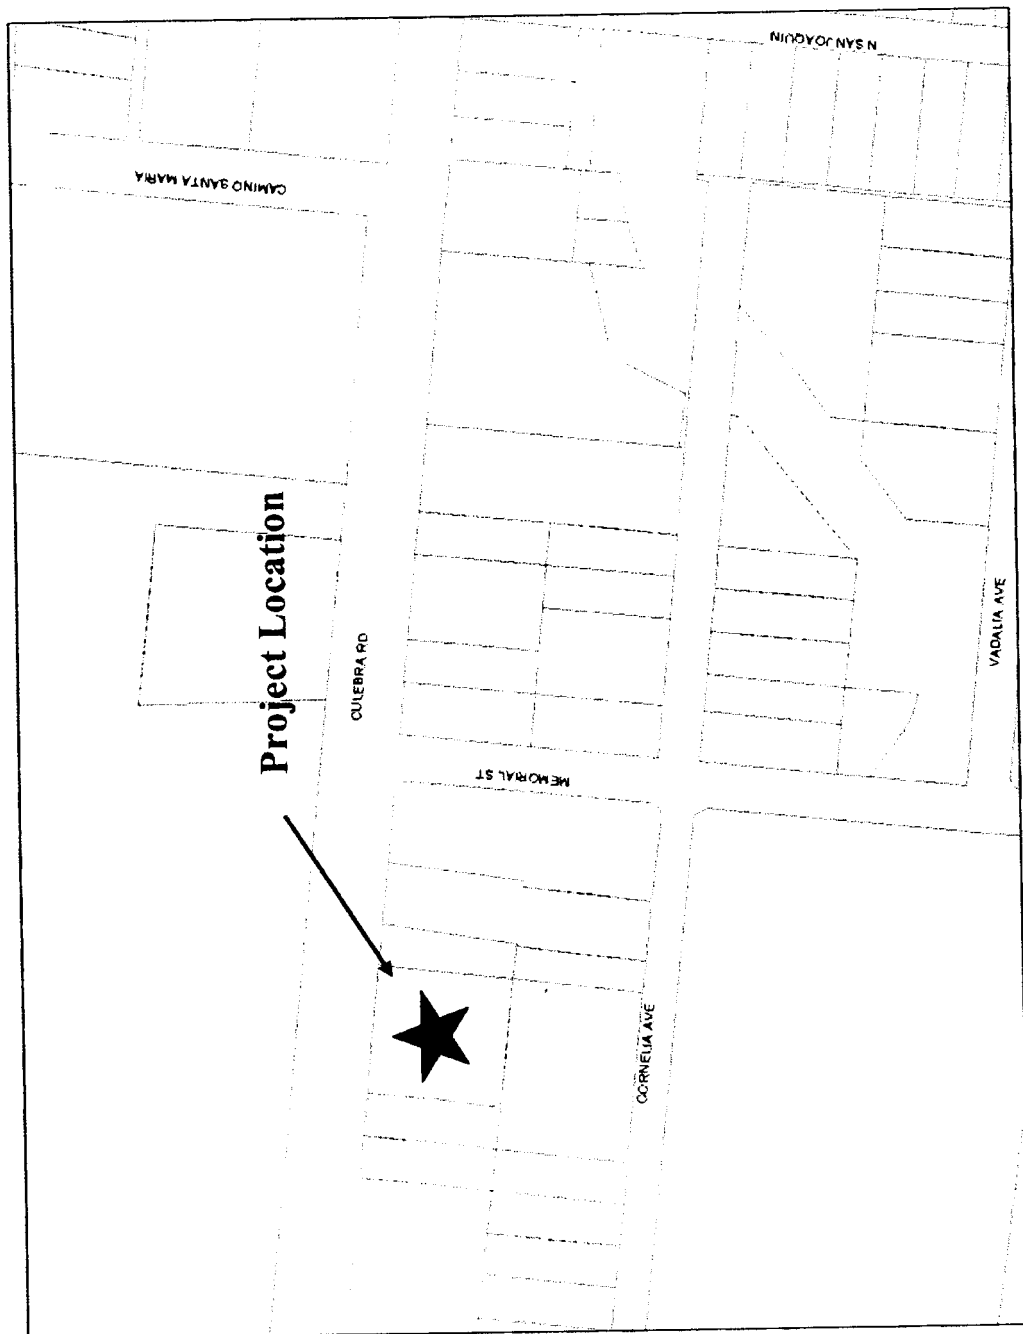 N SAN JOAQUIN
CAMINO SANTA MARIA
Project Location
CULEBRA RD
VADALIA AVE
MEMORIAL ST
CORNELIA AVE